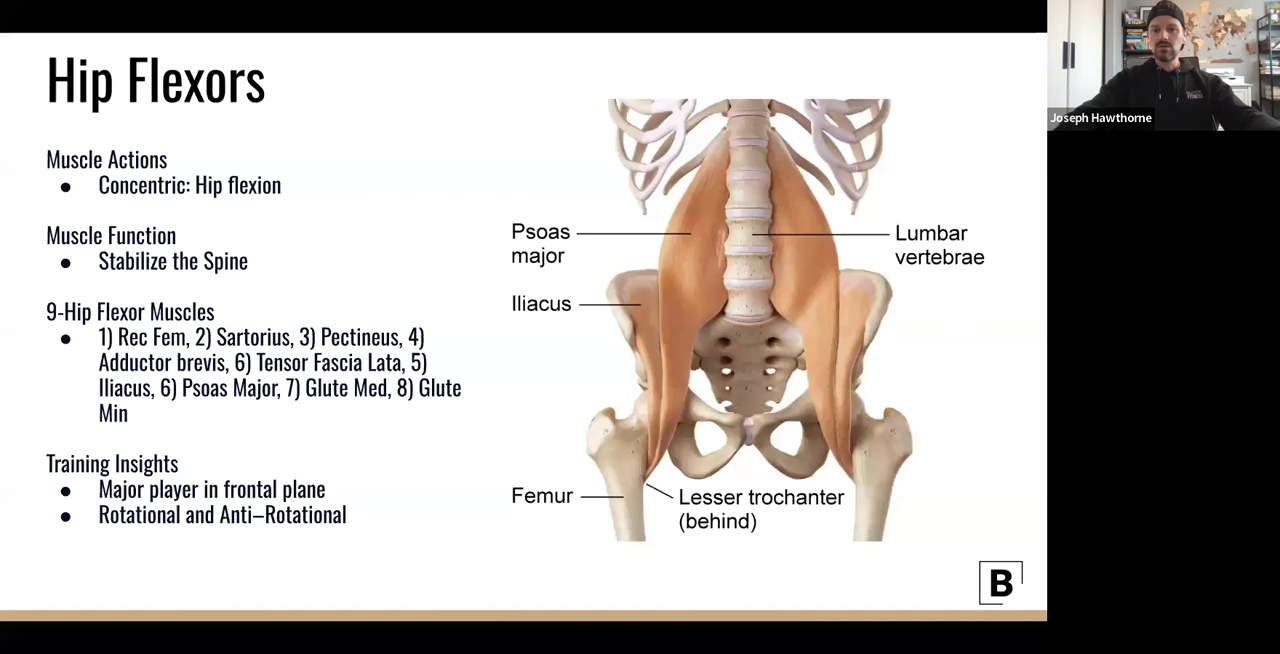 Hip Flexors
Muscle Actions
● Concentric: Hip flexion
Muscle Function
● Stabilize the Spine
9-Hip Flexor Muscles
● 1) Rec Fem, 2) Sartorius, 3) Pectineus, 4)
Adductor brevis, 6) Tensor Fascia Lata, 5)
Iliacus, 6) Psoas Major, 7) Glute Med, 8) Glute
Min
Training Insights
● Major player in frontal plane
● Rotational and Anti–Rotational
Psoas
major
Iliacus
Femur
Lumbar
vertebrae
Lesser trochanter
(behind)
B
Joseph Hawthorne